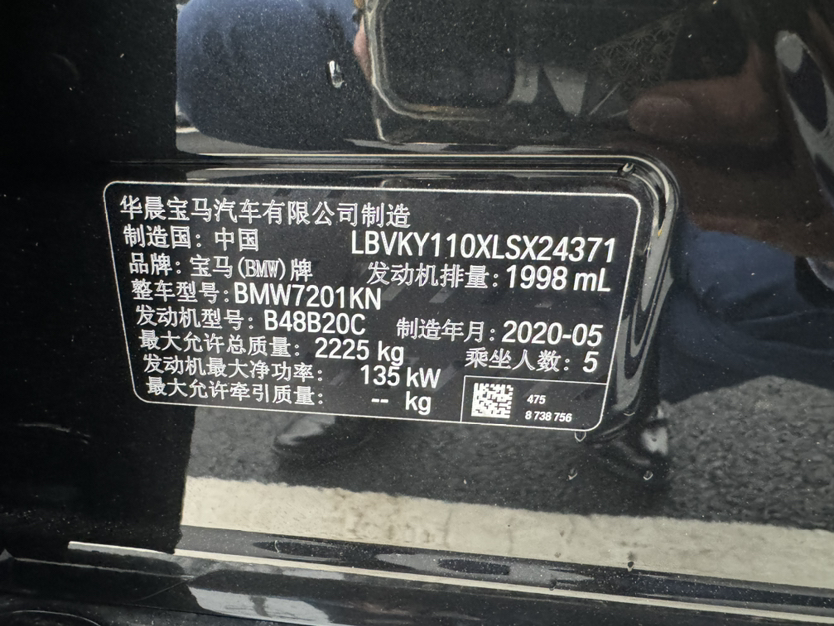 华晨宝马汽车有限公司制造
制造国：中国 LBVKY110XLSX24371
品牌：宝马(BMW)牌 发动机排量：1998 mL
整车型号：BMW7201KN
发动机型号：B48B20C 制造年月：2020-05
最大允许总质量：2225 kg 乘坐人数：5
发动机最大净功率：135 kW
最大允许牵引质量：-- kg
475
8 738 756